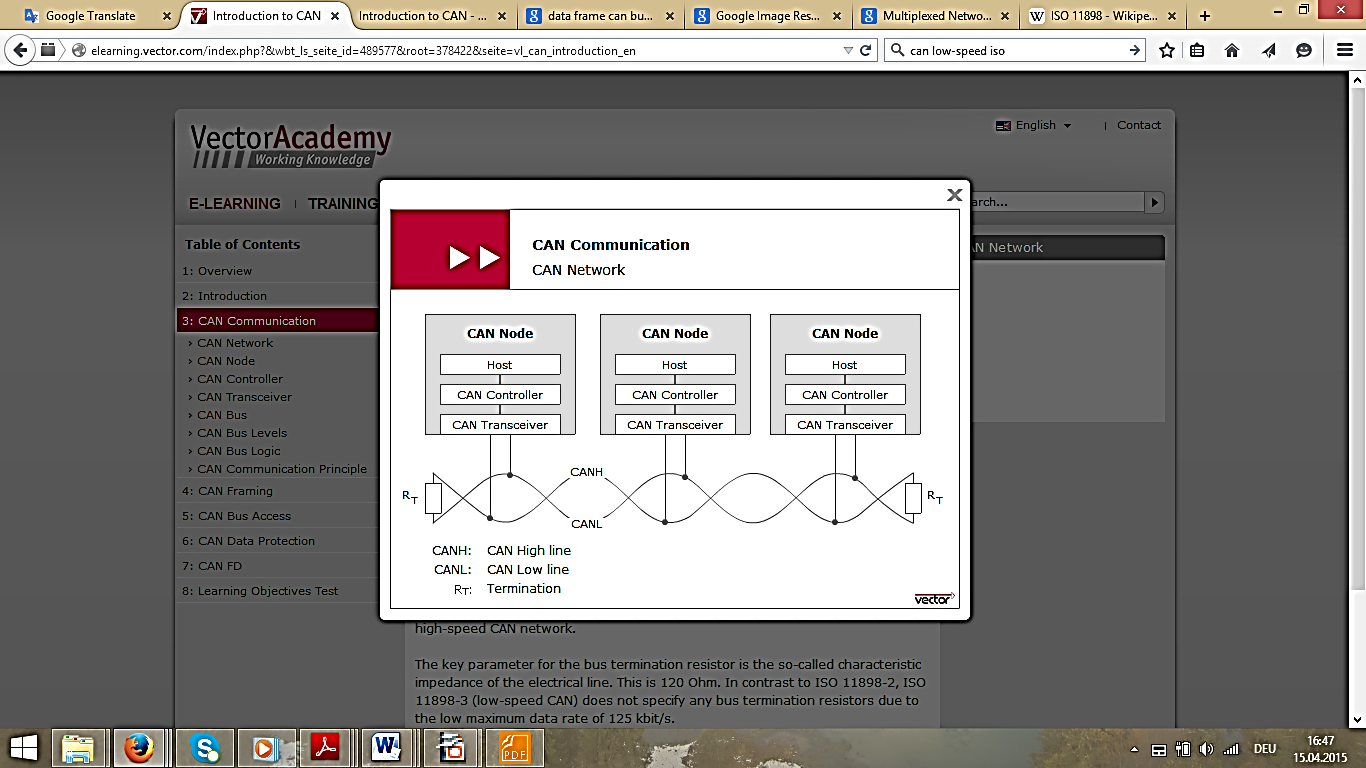 Google Translate
Introduction to CAN
Introduction to CAN - ...
data frame can bu...
Google Image Res...
Multiplexed Netwo...
ISO 11898 - Wikipe...
elearning.vector.com/index.php?&wbt_ls_seite_id=489577&root=378422&seite=vl_can_introduction_en
can low-speed iso
VectorAcademy
Working Knowledge
English
Contact
E-LEARNING
TRAINING
arch...
Table of Contents
1: Overview
2: Introduction
3: CAN Communication
CAN Network
CAN Node
CAN Controller
CAN Transceiver
CAN Bus
CAN Bus Levels
CAN Bus Logic
CAN Communication Principle
4: CAN Framing
5: CAN Bus Access
6: CAN Data Protection
7: CAN FD
8: Learning Objectives Test
AN Network
CAN Communication
CAN Network
CAN Node CAN Node CAN Node
Host Host Host
CAN Controller CAN Controller CAN Controller
CAN Transceiver CAN Transceiver CAN Transceiver
CANH
RT RT
CANL
CANH: CAN High line
CANL: CAN Low line
RT: Termination
vector
high-speed CAN network.
The key parameter for the bus termination resistor is the so-called characteristic
impedance of the electrical line. This is 120 Ohm. In contrast to ISO 11898-2, ISO
11898-3 (low-speed CAN) does not specify any bus termination resistors due to
the low maximum data rate of 125 kbit/s.
PDF
DEU
16:47
15.04.2015